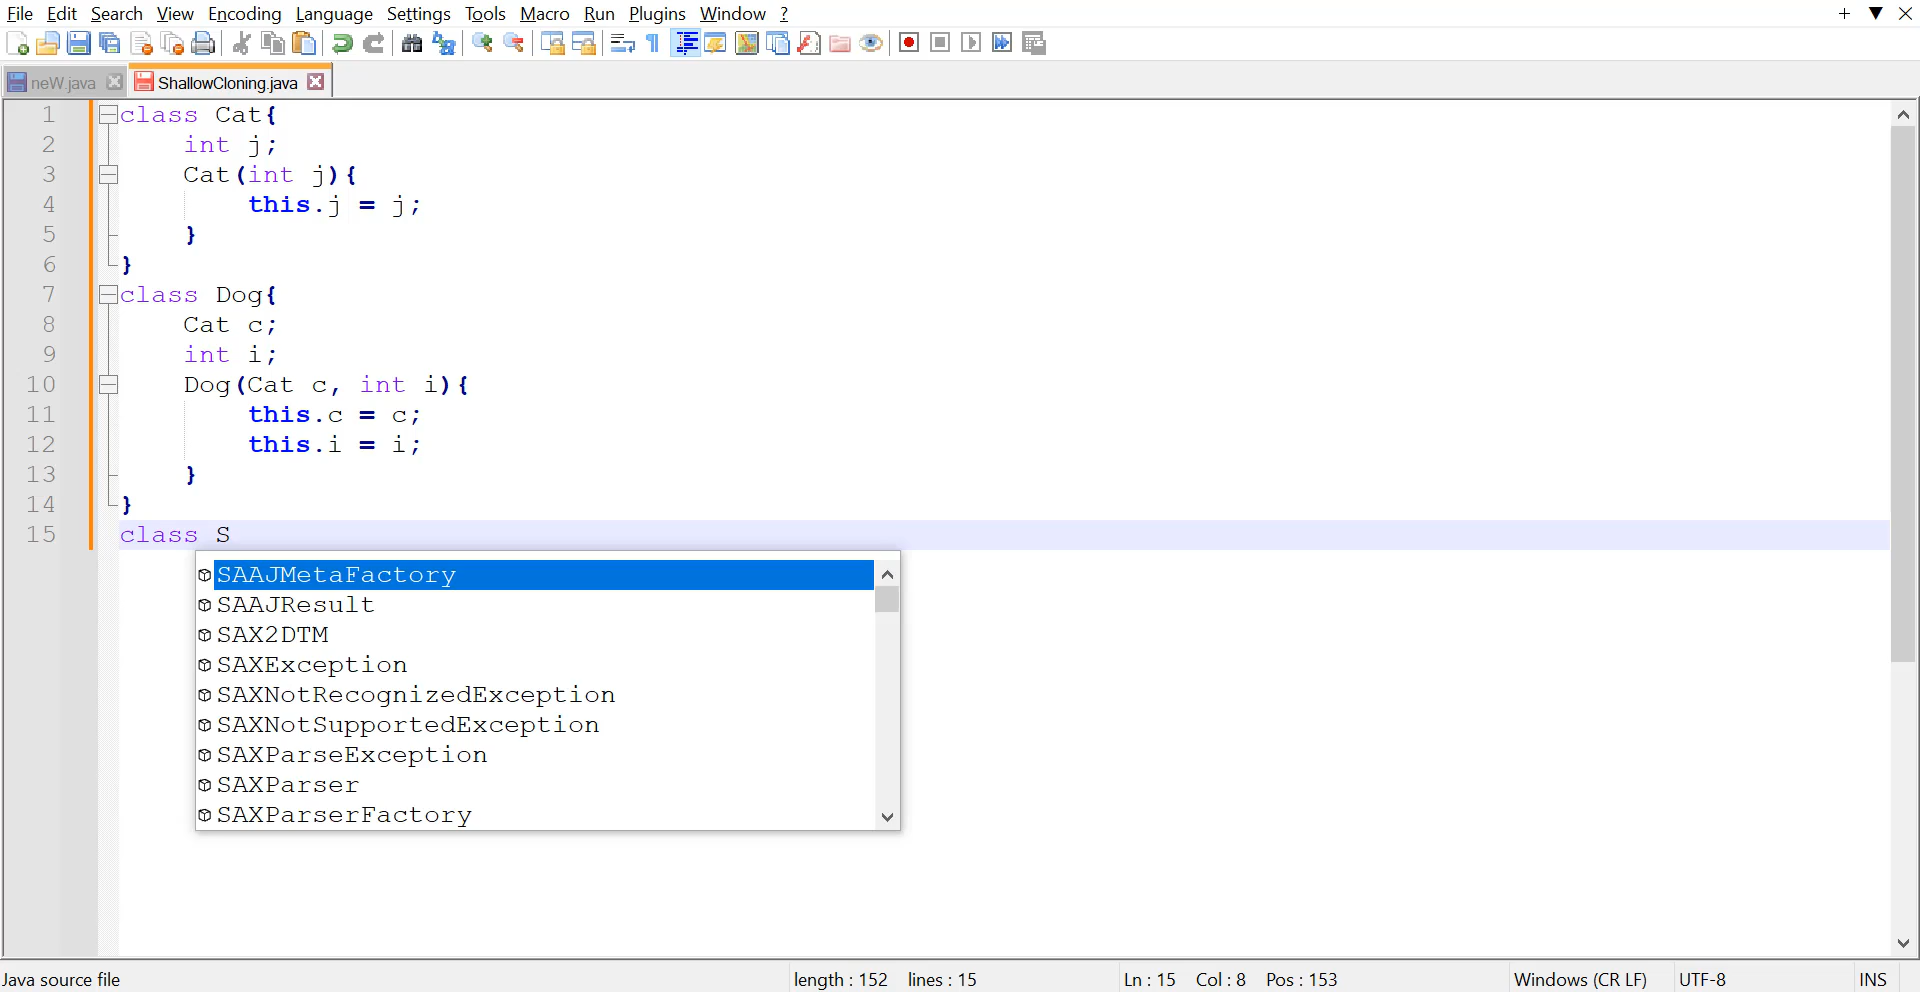 File Edit Search View Encoding Language Settings Tools Macro Run Plugins Window ?
neW.java ShallowCloning.java
1 class Cat{
2 int j;
3 Cat(int j){
4 this.j = j;
5 }
6 }
7 class Dog{
8 Cat c;
9 int i;
10 Dog(Cat c, int i){
11 this.c = c;
12 this.i = i;
13 }
14 }
15 class S
SAAJMetaFactory
SAAJResult
SAX2DTM
SAXException
SAXNotRecognizedException
SAXNotSupportedException
SAXParseException
SAXParser
SAXParserFactory
Java source file length : 152 lines : 15 Ln : 15 Col : 8 Pos : 153 Windows (CR LF) UTF-8 INS